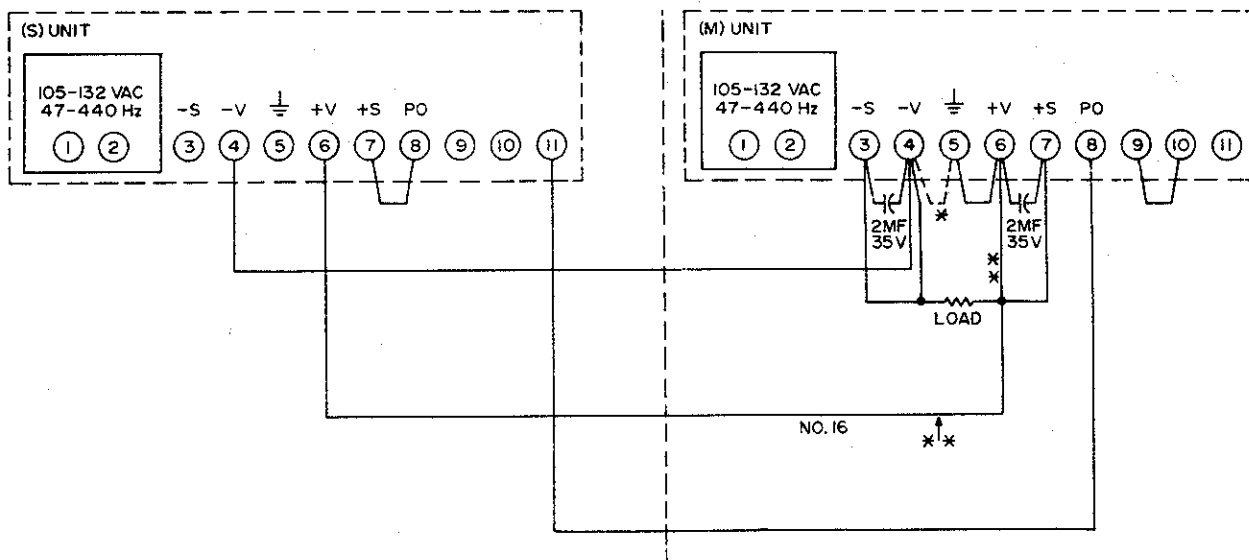 (S) UNIT
105-132 VAC
47-440 Hz
1 2
-S -V +V +S PO
3 4 5 6 7 8 9 10 11
(M) UNIT
105-132 VAC
47-440 Hz
1 2
-S -V +V +S PO
3 4 5 6 7 8 9 10 11
*
2MF
35V
2MF
35V
*
*
LOAD
NO. 16
* *